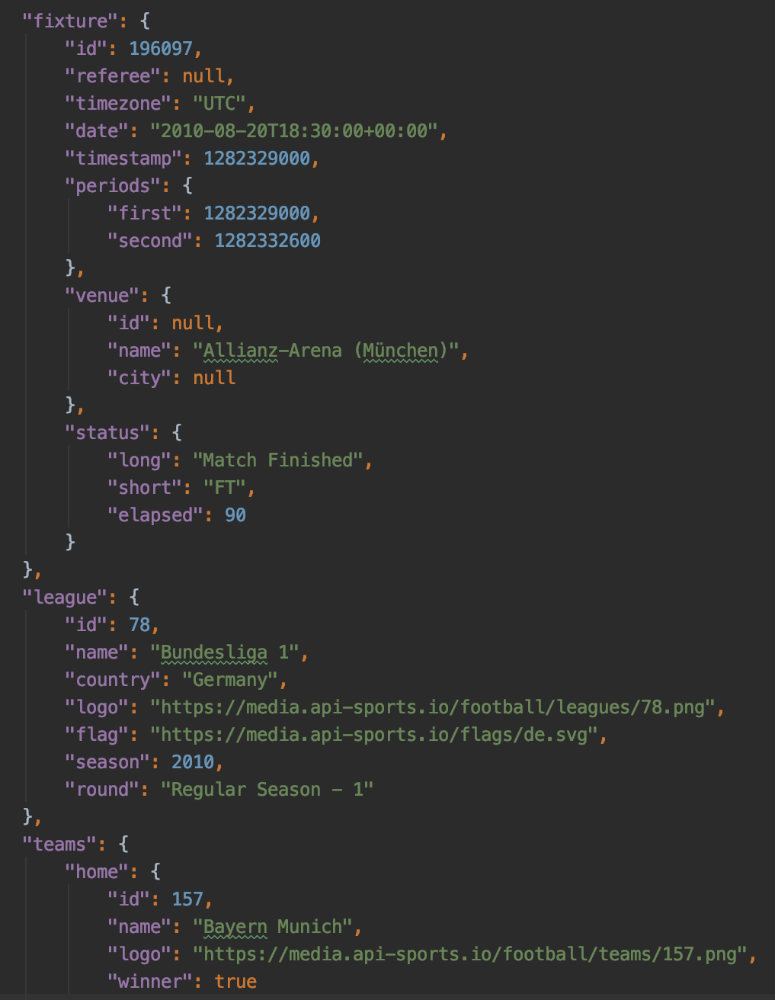 "fixture": {
"id": 196097,
"referee": null,
"timezone": "UTC",
"date": "2010-08-20T18:30:00+00:00",
"timestamp": 1282329000,
"periods": {
"first": 1282329000,
"second": 1282332600
},
"venue": {
"id": null,
"name": "Allianz-Arena (München)",
"city": null
},
"status": {
"long": "Match Finished",
"short": "FT",
"elapsed": 90
}
},
"league": {
"id": 78,
"name": "Bundesliga 1",
"country": "Germany",
"logo": "https://media.api-sports.io/football/leagues/78.png",
"flag": "https://media.api-sports.io/flags/de.svg",
"season": 2010,
"round": "Regular Season - 1"
},
"teams": {
"home": {
"id": 157,
"name": "Bayern Munich",
"logo": "https://media.api-sports.io/football/teams/157.png",
"winner": true